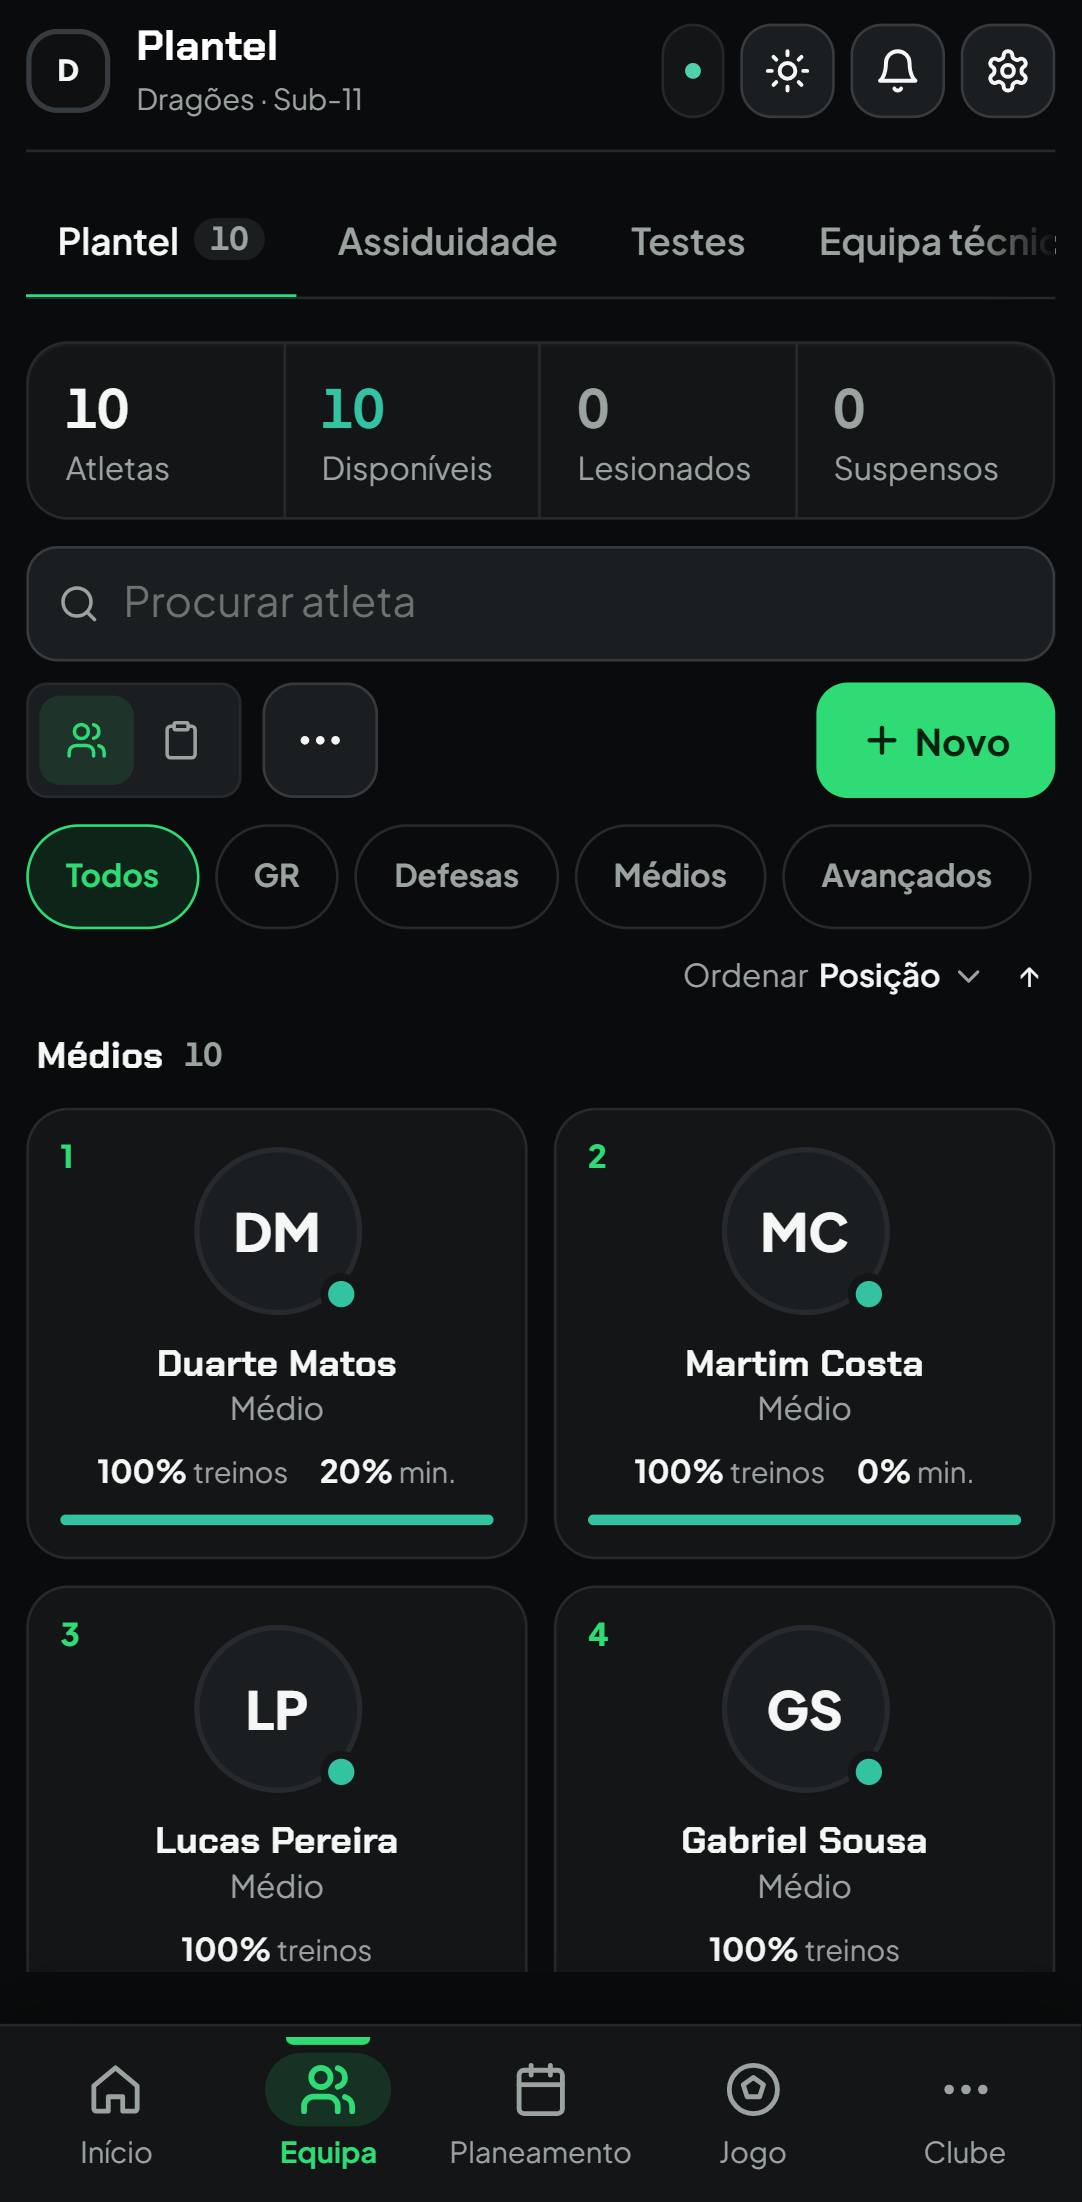 D
Plantel
Dragões · Sub-11
Plantel 10 Assiduidade Testes Equipa técnic
10 10 0 0
Atletas Disponíveis Lesionados Suspensos
Procurar atleta
+ Novo
Todos GR Defesas Médios Avançados
Ordenar Posição
Médios 10
1
DM
Duarte Matos
Médio
100% treinos 20% min.
2
MC
Martim Costa
Médio
100% treinos 0% min.
3
LP
Lucas Pereira
Médio
100% treinos
4
GS
Gabriel Sousa
Médio
100% treinos
Início Equipa Planeamento Jogo Clube